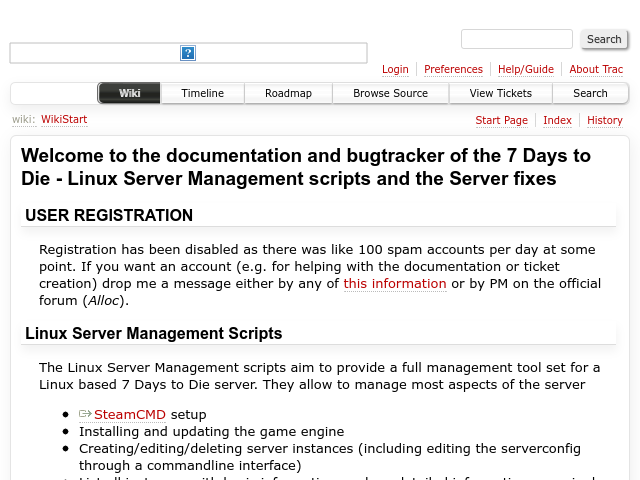 Search
Login Preferences Help/Guide About Trac
Wiki Timeline Roadmap Browse Source View Tickets Search
wiki: WikiStart Start Page Index History
Welcome to the documentation and bugtracker of the 7 Days to
Die - Linux Server Management scripts and the Server fixes
USER REGISTRATION
Registration has been disabled as there was like 100 spam accounts per day at some
point. If you want an account (e.g. for helping with the documentation or ticket
creation) drop me a message either by any of this information or by PM on the official
forum (Alloc).
Linux Server Management Scripts
The Linux Server Management scripts aim to provide a full management tool set for a
Linux based 7 Days to Die server. They allow to manage most aspects of the server
SteamCMD setup
Installing and updating the game engine
Creating/editing/deleting server instances (including editing the serverconfig
through a commandline interface)